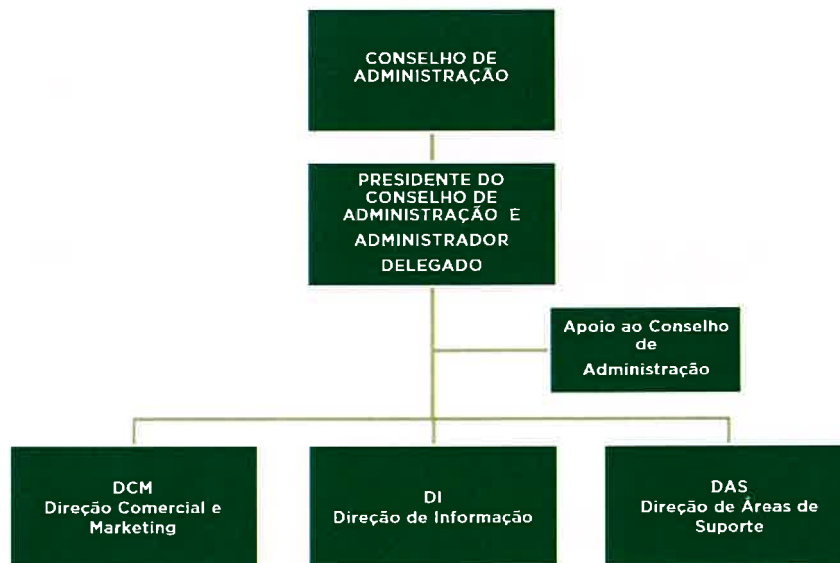 CONSELHO DE
ADMINISTRAÇÃO
PRESIDENTE DO
CONSELHO DE
ADMINISTRAÇÃO E
ADMINISTRADOR
DELEGADO
Apoio ao Conselho
de
Administração
DCM
Direção Comercial e
Marketing
DI
Direção de Informação
DAS
Direção de Áreas de
Suporte